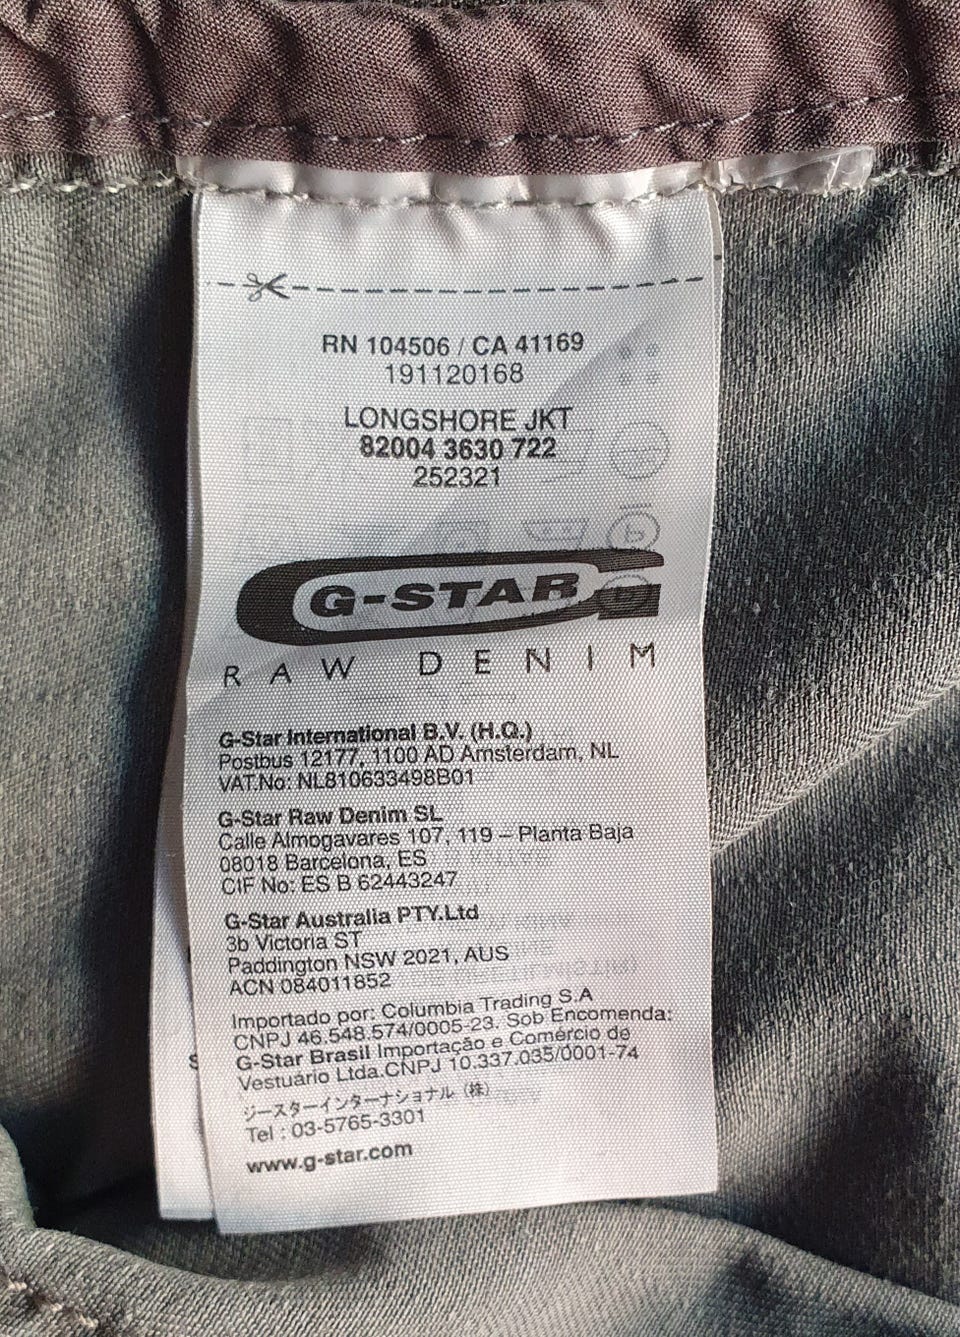 RN 104506 / CA 41169
191120168
LONGSHORE JKT
82004 3630 722
252321
G-STAR
RAW DENIM
G-Star International B.V. (H.Q.)
Postbus 12177, 1100 AD Amsterdam, NL
VAT.No: NL810633498B01
G-Star Raw Denim SL
Calle Almogavares 107, 119 – Planta Baja
08018 Barcelona, ES
CIF No: ES B 62443247
G-Star Australia PTY.Ltd
3b Victoria ST
Paddington NSW 2021, AUS
ACN 084011852
Importado por: Columbia Trading S.A
CNPJ 46.548.574/0005-23. Sob Encomenda:
G-Star Brasil Importação e Comércio de
Vestuário Ltda.CNPJ 10.337.035/0001-74
ジースターインターナショナル (株)
Tel : 03-5765-3301
www.g-star.com